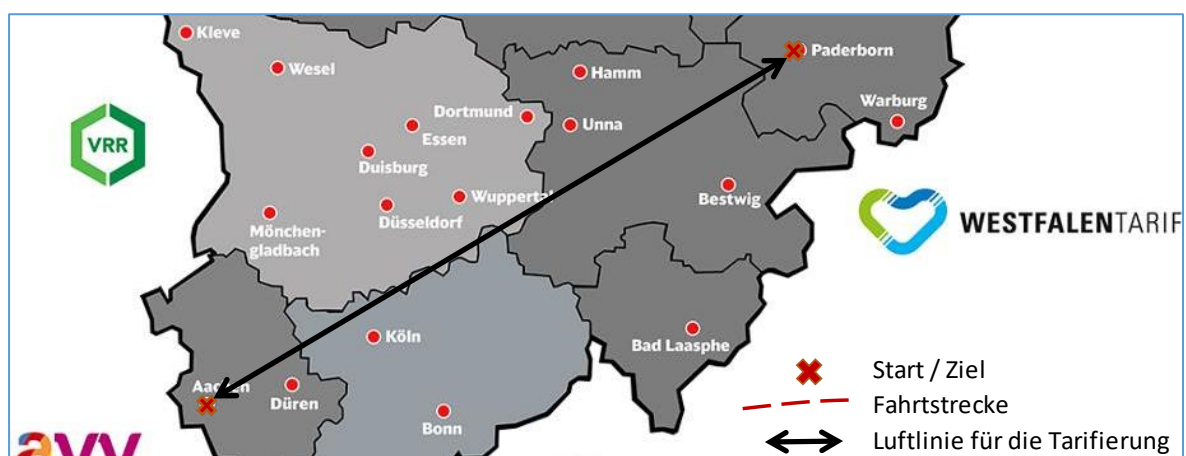 Kleve
Wesel
Hamm
Paderborn
Warburg
Dortmund
Unna
Essen
VRR
Duisburg
Wuppertal
Bestwig
Düsseldorf
Mönchen-
gladbach
WESTFALENTARIF
Köln
Bad Laasphe
Aachen
Düren
Bonn
Start / Ziel
Fahrtstrecke
Luftlinie für die Tarifierung
avv